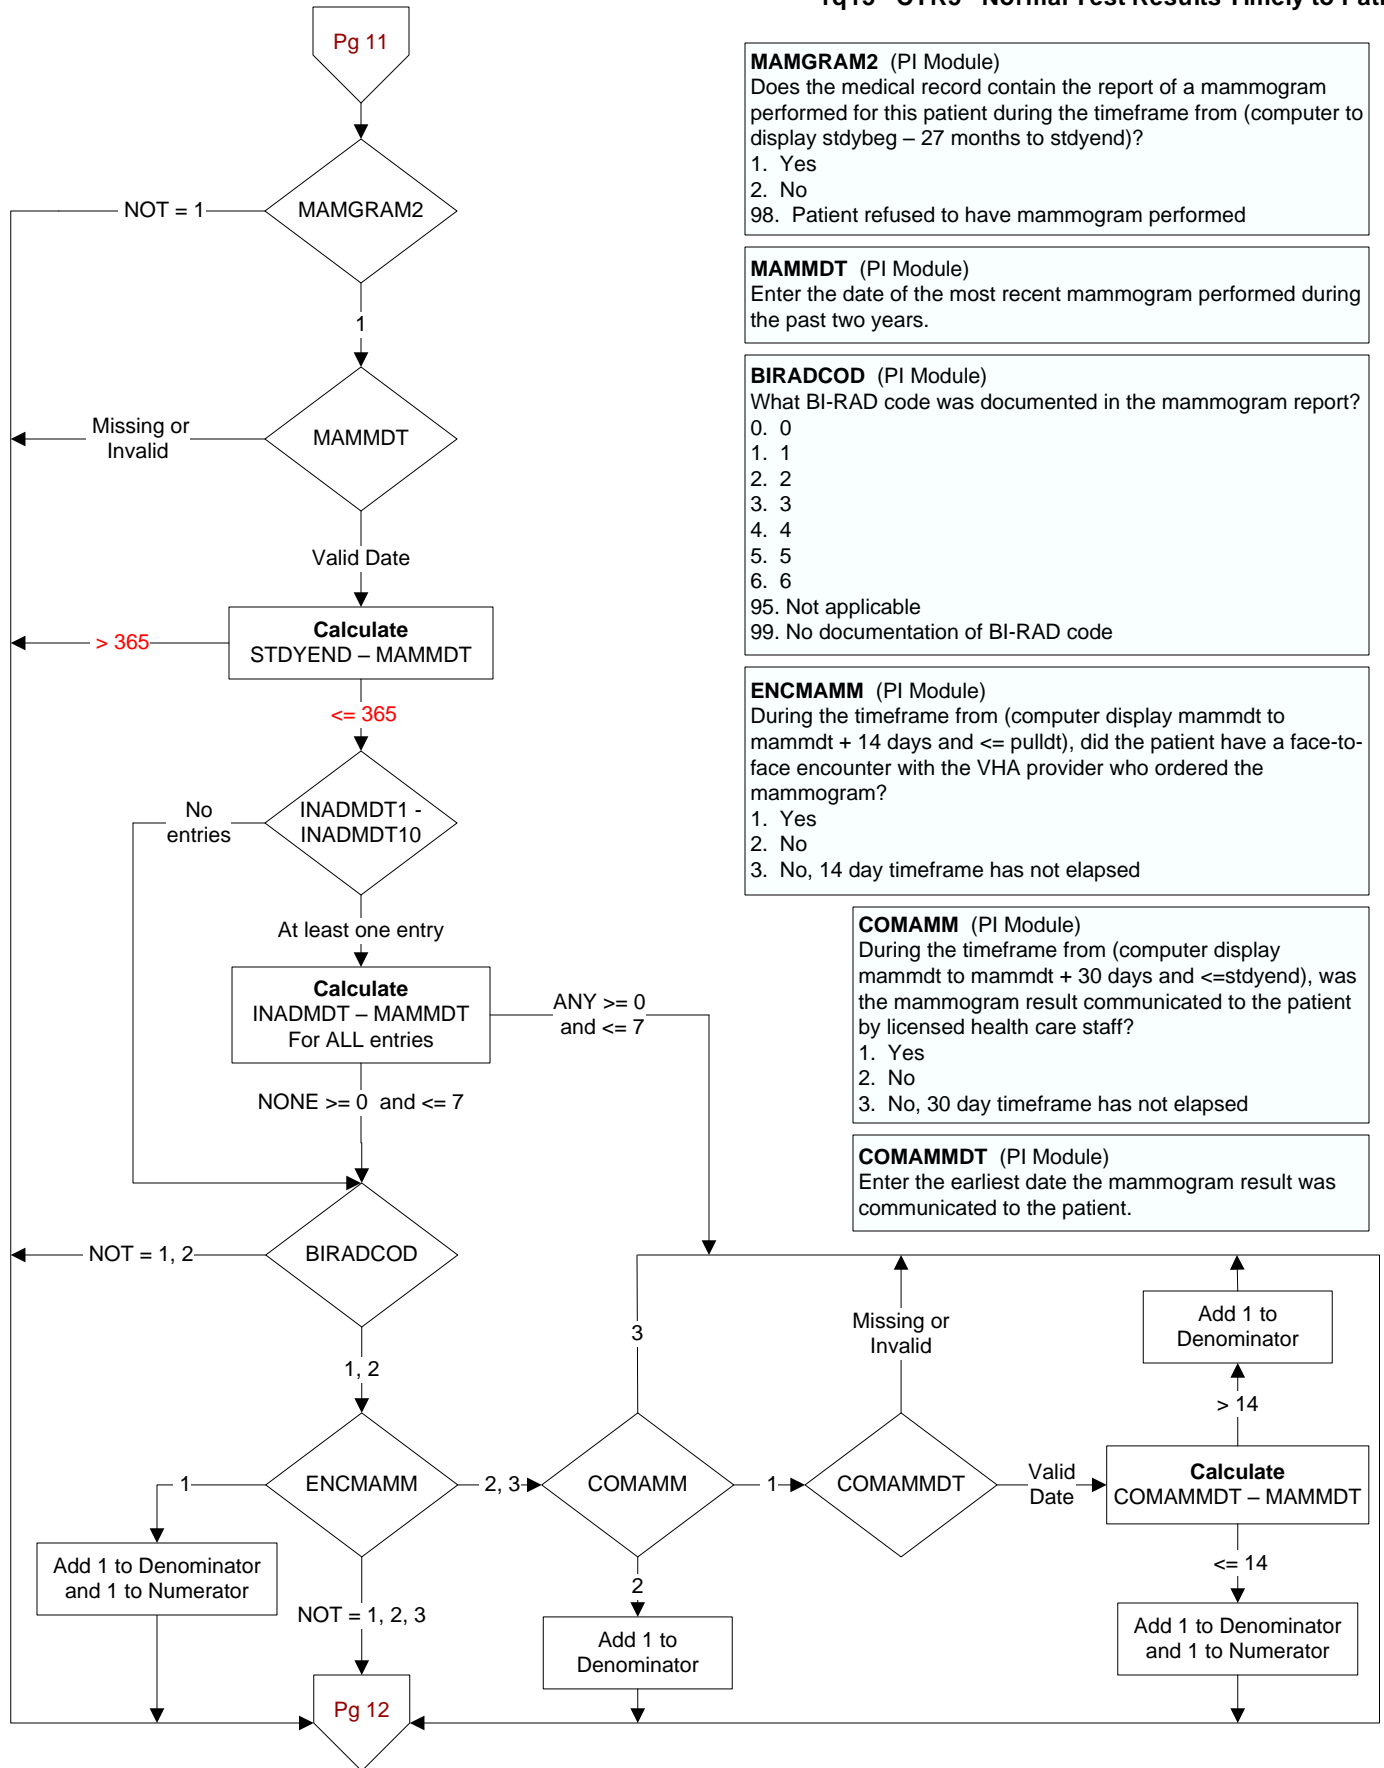 1q15 - CTR5 - Normal Test Results Timely to Pati
Pg 11
MAMGRAM2
NOT = 1
1
MAMMDT
Missing or
Invalid
Valid Date
Calculate
STDYEND – MAMMDT
> 365
<= 365
INADMDT1 -
INADMDT10
No
entries
At least one entry
Calculate
INADMDT – MAMMDT
For ALL entries
ANY >= 0
and <= 7
NONE >= 0 and <= 7
BIRADCOD
NOT = 1, 2
1, 2
ENCMAMM
1
Add 1 to Denominator
and 1 to Numerator
NOT = 1, 2, 3
2, 3
COMAMM
3
2
Add 1 to
Denominator
1
COMAMMDT
Missing or
Invalid
Valid
Date
Calculate
COMAMMDT – MAMMDT
> 14
Add 1 to
Denominator
<= 14
Add 1 to Denominator
and 1 to Numerator
Pg 12
MAMGRAM2 (PI Module)
Does the medical record contain the report of a mammogram
performed for this patient during the timeframe from (computer to
display stdybeg – 27 months to stdyend)?
1. Yes
2. No
98. Patient refused to have mammogram performed
MAMMDT (PI Module)
Enter the date of the most recent mammogram performed during
the past two years.
BIRADCOD (PI Module)
What BI-RAD code was documented in the mammogram report?
0. 0
1. 1
2. 2
3. 3
4. 4
5. 5
6. 6
95. Not applicable
99. No documentation of BI-RAD code
ENCMAMM (PI Module)
During the timeframe from (computer display mammdt to
mammdt + 14 days and <= pulldt), did the patient have a face-to-
face encounter with the VHA provider who ordered the
mammogram?
1. Yes
2. No
3. No, 14 day timeframe has not elapsed
COMAMM (PI Module)
During the timeframe from (computer display
mammdt to mammdt + 30 days and <=stdyend), was
the mammogram result communicated to the patient
by licensed health care staff?
1. Yes
2. No
3. No, 30 day timeframe has not elapsed
COMAMMDT (PI Module)
Enter the earliest date the mammogram result was
communicated to the patient.